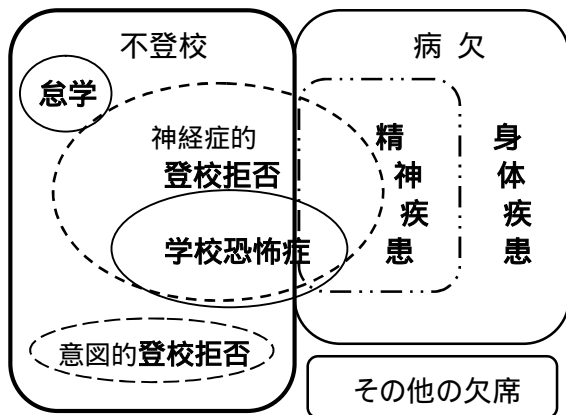 不登校
病 欠
怠学
神経症的
登校拒否
学校恐怖症
意図的登校拒否
精神疾患
身体疾患
その他の欠席